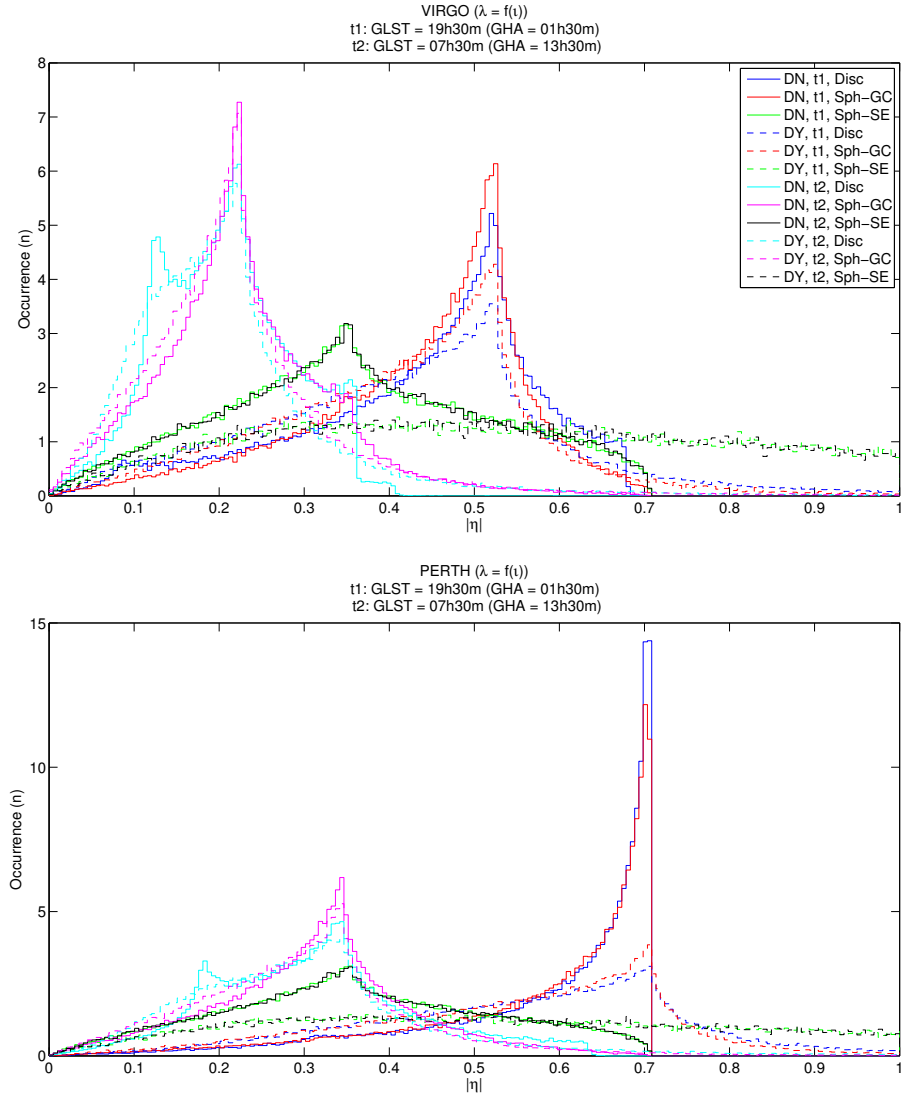 VIRGO (λ = f(ι))
t1: GLST = 19h30m (GHA = 01h30m)
t2: GLST = 07h30m (GHA = 13h30m)
8
7
6
5
4
3
2
1
0
Occurrence (n)
DN, t1, Disc
DN, t1, Sph−GC
DN, t1, Sph−SE
DY, t1, Disc
DY, t1, Sph−GC
DY, t1, Sph−SE
DN, t2, Disc
DN, t2, Sph−GC
DN, t2, Sph−SE
DY, t2, Disc
DY, t2, Sph−GC
DY, t2, Sph−SE
0 0.1 0.2 0.3 0.4 0.5 0.6 0.7 0.8 0.9 1
|η|
PERTH (λ = f(ι))
t1: GLST = 19h30m (GHA = 01h30m)
t2: GLST = 07h30m (GHA = 13h30m)
15
10
5
0
Occurrence (n)
0 0.1 0.2 0.3 0.4 0.5 0.6 0.7 0.8 0.9 1
|η|